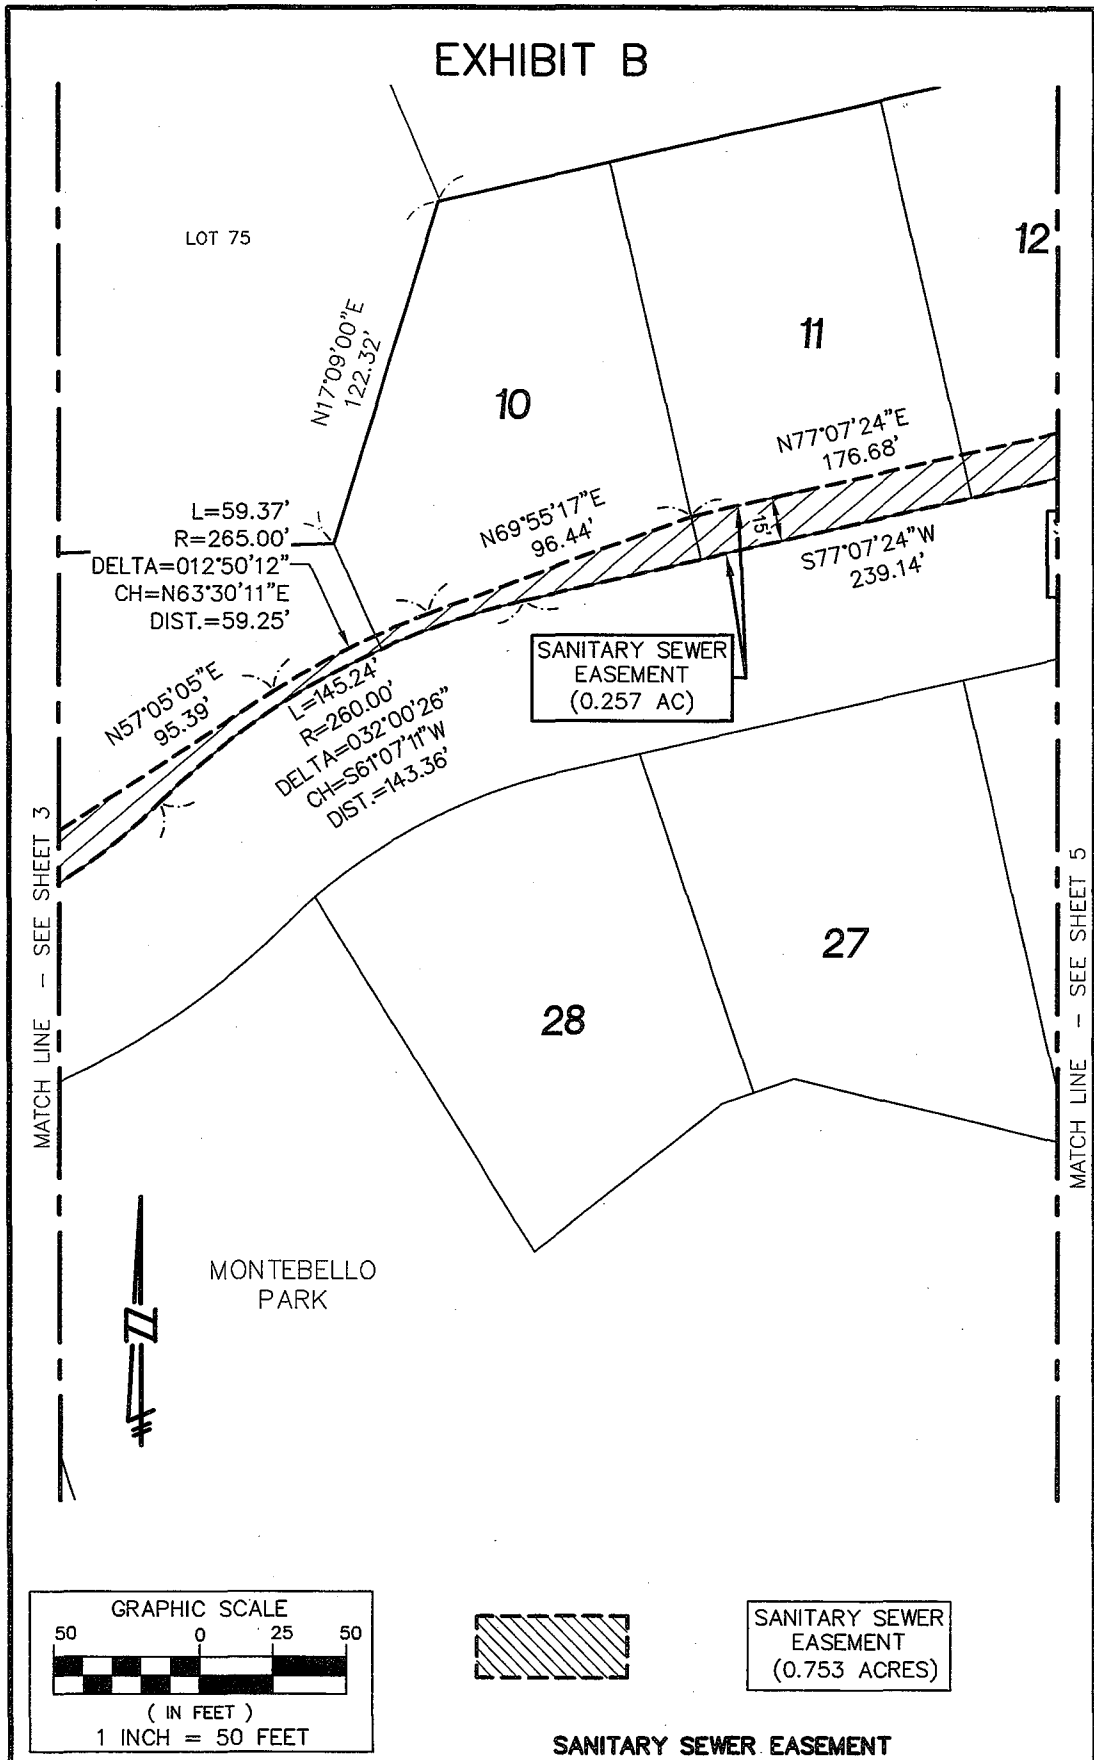 EXHIBIT B
LOT 75
12
11
10
N17°09'00"E
122.32'
N77°07'24"E
176.68'
L=59.37'
R=265.00'
DELTA=012°50'12"
CH=N63°30'11"E
DIST.=59.25'
N69°55'17"E
96.44'
15'
S77°07'24"W
239.14'
SANITARY SEWER
EASEMENT
(0.257 AC)
N57°05'05"E
95.39'
L=145.24'
R=260.00'
DELTA=032°00'26"
CH=S61°07'11"W
DIST.=143.36'
MATCH LINE - SEE SHEET 3
MATCH LINE - SEE SHEET 5
27
28
MONTEBELLO
PARK
N
GRAPHIC SCALE
50 0 25 50
( IN FEET )
1 INCH = 50 FEET
SANITARY SEWER
EASEMENT
(0.753 ACRES)
SANITARY SEWER EASEMENT